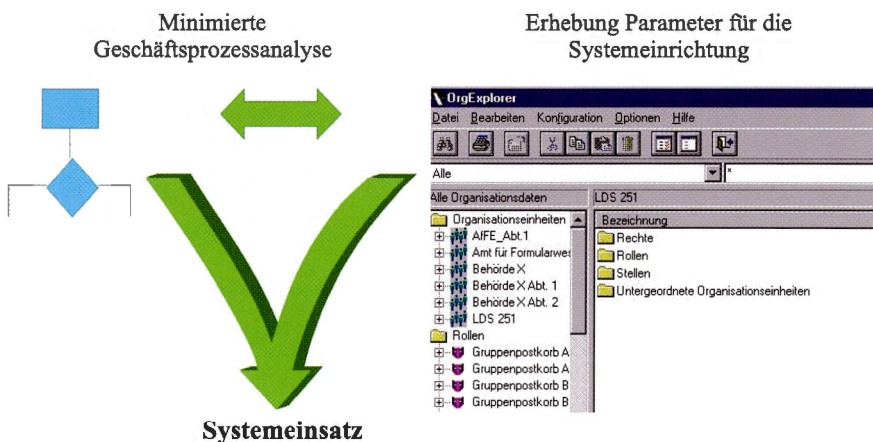 Minimierte
Geschäftsprozessanalyse
Erhebung Parameter für die
Systemeinrichtung
OrgExplorer
Datei Bearbeiten Konfiguration Optionen Hilfe
Alle
*
Alle Organisationsdaten
LDS 251
Organisationseinheiten
AfFE_Abt.1
Amt für Formularwes
Behörde X
Behörde X Abt. 1
Behörde X Abt. 2
LDS 251
Rollen
Gruppenpostkorb A
Gruppenpostkorb A
Gruppenpostkorb B
Gruppenpostkorb B
Bezeichnung
Rechte
Rollen
Stellen
Untergeordnete Organisationseinheiten
Systemeinsatz